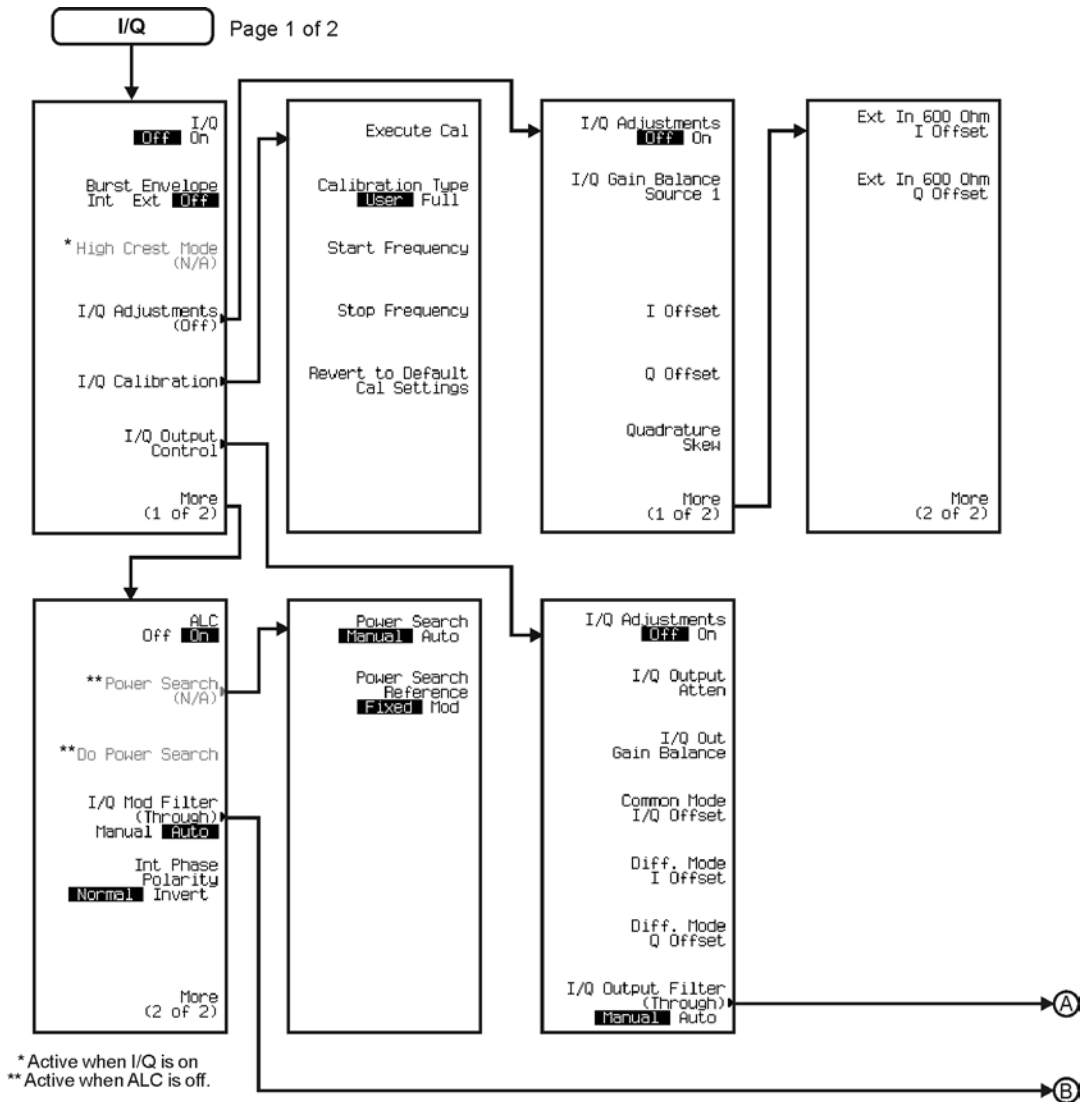 I/Q
Page 1 of 2
I/Q
Off On
Burst Envelope
Int Ext Off
* High Crest Mode
(N/A)
I/Q Adjustments
(Off)
I/Q Calibration
I/Q Output
Control
More
(1 of 2)
Execute Cal
Calibration Type
User Full
Start Frequency
Stop Frequency
Revert to Default
Cal Settings
I/Q Adjustments
Off On
I/Q Gain Balance
Source 1
I Offset
Q Offset
Quadrature
Skew
More
(1 of 2)
Ext In 600 Ohm
I Offset
Ext In 600 Ohm
Q Offset
More
(2 of 2)
ALC
Off On
**Power Search
(N/A)
**Do Power Search
I/Q Mod Filter
(Through)
Manual Auto
Int Phase
Polarity
Normal Invert
More
(2 of 2)
Power Search
Manual Auto
Power Search
Reference
Fixed Mod
I/Q Adjustments
Off On
I/Q Output
Atten
I/Q Out
Gain Balance
Common Mode
I/Q Offset
Diff. Mode
I Offset
Diff. Mode
Q Offset
I/Q Output Filter
(Through)
Manual Auto
A
B
* Active when I/Q is on
** Active when ALC is off.